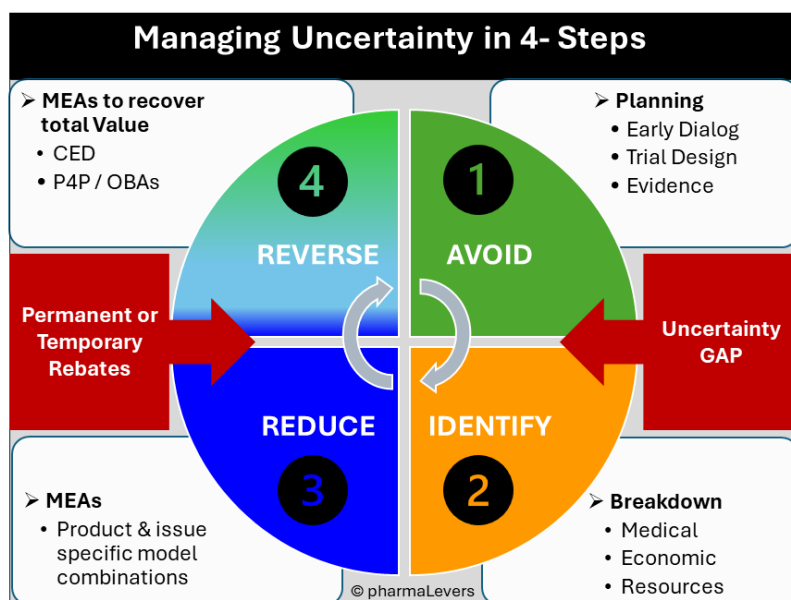 Managing Uncertainty in 4- Steps
➢ MEAs to recover
total Value
• CED
• P4P / OBAs
➢ Planning
• Early Dialog
• Trial Design
• Evidence
4
REVERSE
1
AVOID
Permanent or
Temporary
Rebates
Uncertainty
GAP
REDUCE
3
IDENTIFY
2
➢ MEAs
• Product & issue
specific model
combinations
➢ Breakdown
• Medical
• Economic
• Resources
© pharmaLevers